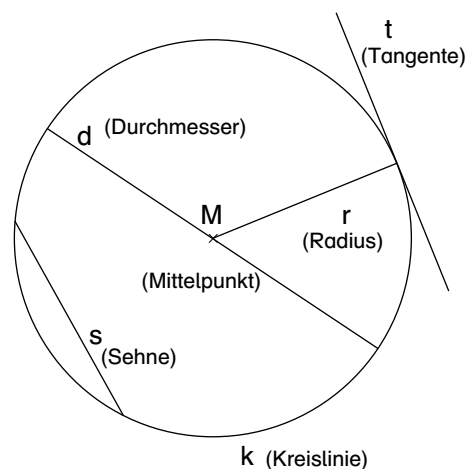 t
(Tangente)
d (Durchmesser)
M
r
(Radius)
(Mittelpunkt)
s
(Sehne)
k (Kreislinie)